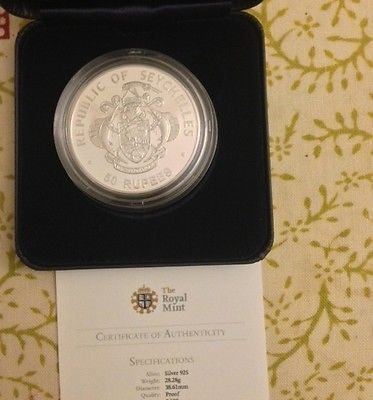 REPUBLIC OF SEYCHELLES
50 RUPEES
The
Royal
Mint
CERTIFICATE OF AUTHENTICITY
SPECIFICATIONS
Alloy: Silver 925
Weight: 28.28g
Diameter: 38.61mm
Quality: Proof